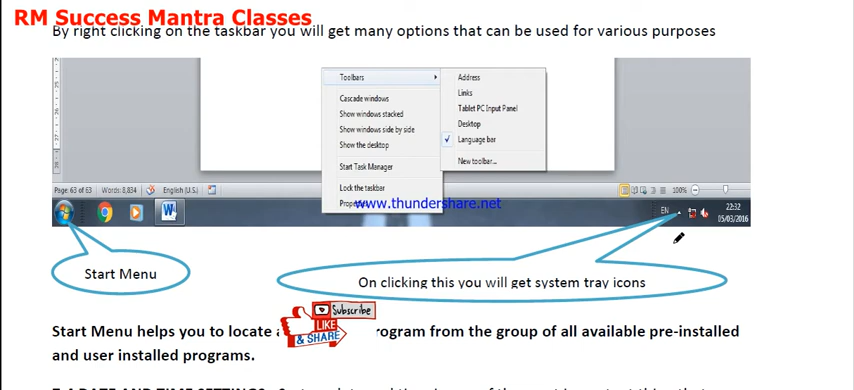 RM Success Mantra Classes
By right clicking on the taskbar you will get many options that can be used for various purposes
Toolbars
Address
Links
Cascade windows
Tablet PC Input Panel
Show windows stacked
Desktop
Show windows side by side
Language bar
Show the desktop
New toolbar...
Start Task Manager
Lock the taskbar
www.thundershare.net
Page: 63 of 63 Words: 8,834 English (U.S.) 100%
EN 22:32
05/03/2016
Start Menu
On clicking this you will get system tray icons
Subscribe
LIKE
& SHARE
Start Menu helps you to locate program from the group of all available pre-installed
and user installed programs.
DATE AND TIME SETTINGS